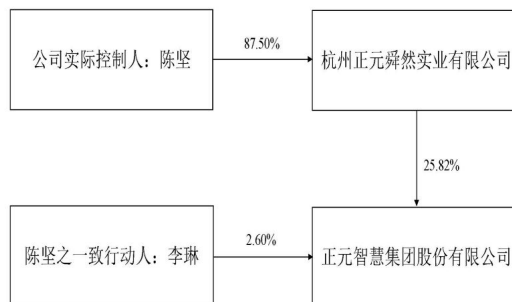 公司实际控制人：陈坚
87.50%
杭州正元舜然实业有限公司
25.82%
陈坚之一致行动人：李琳
2.60%
正元智慧集团股份有限公司